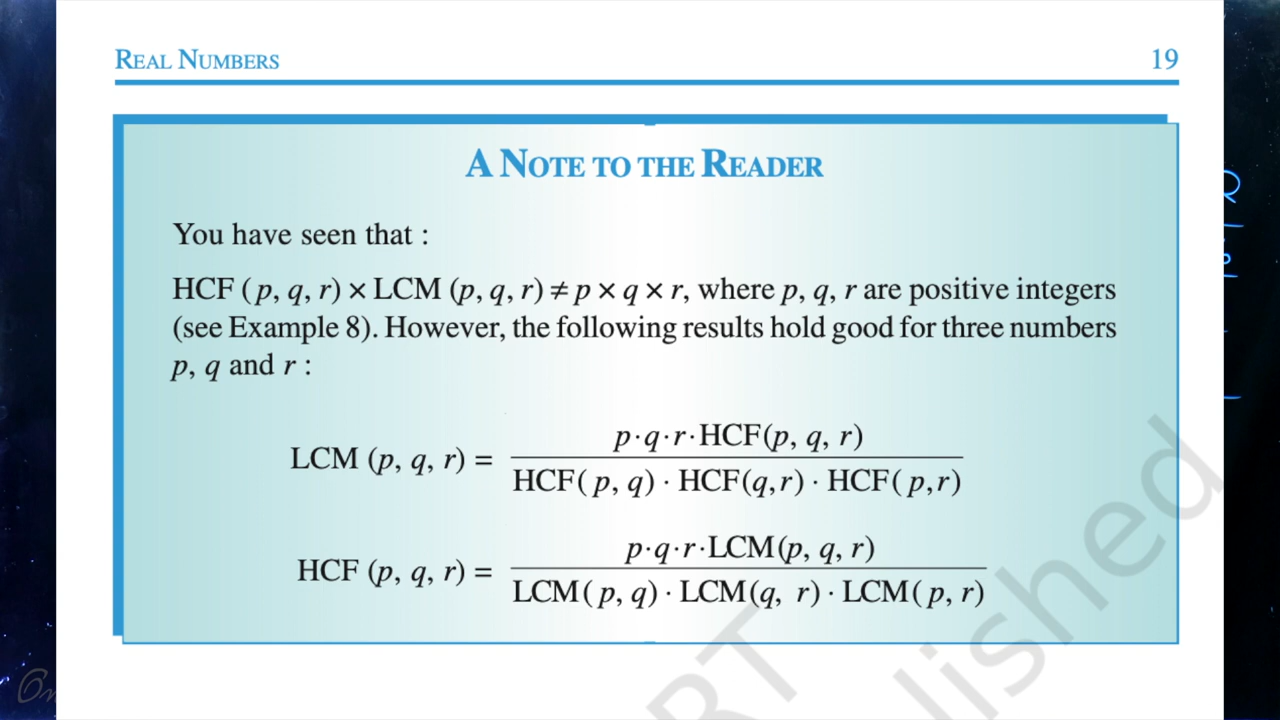 REAL NUMBERS 19
A NOTE TO THE READER
You have seen that :
HCF ( p, q, r) × LCM (p, q, r) ≠ p × q × r, where p, q, r are positive integers
(see Example 8). However, the following results hold good for three numbers
p, q and r :
LCM (p, q, r) = p·q·r·HCF(p, q, r) / HCF( p, q) · HCF(q,r) · HCF( p,r)
HCF (p, q, r) = p·q·r·LCM(p, q, r) / LCM( p, q) · LCM(q, r) · LCM( p, r)
lished